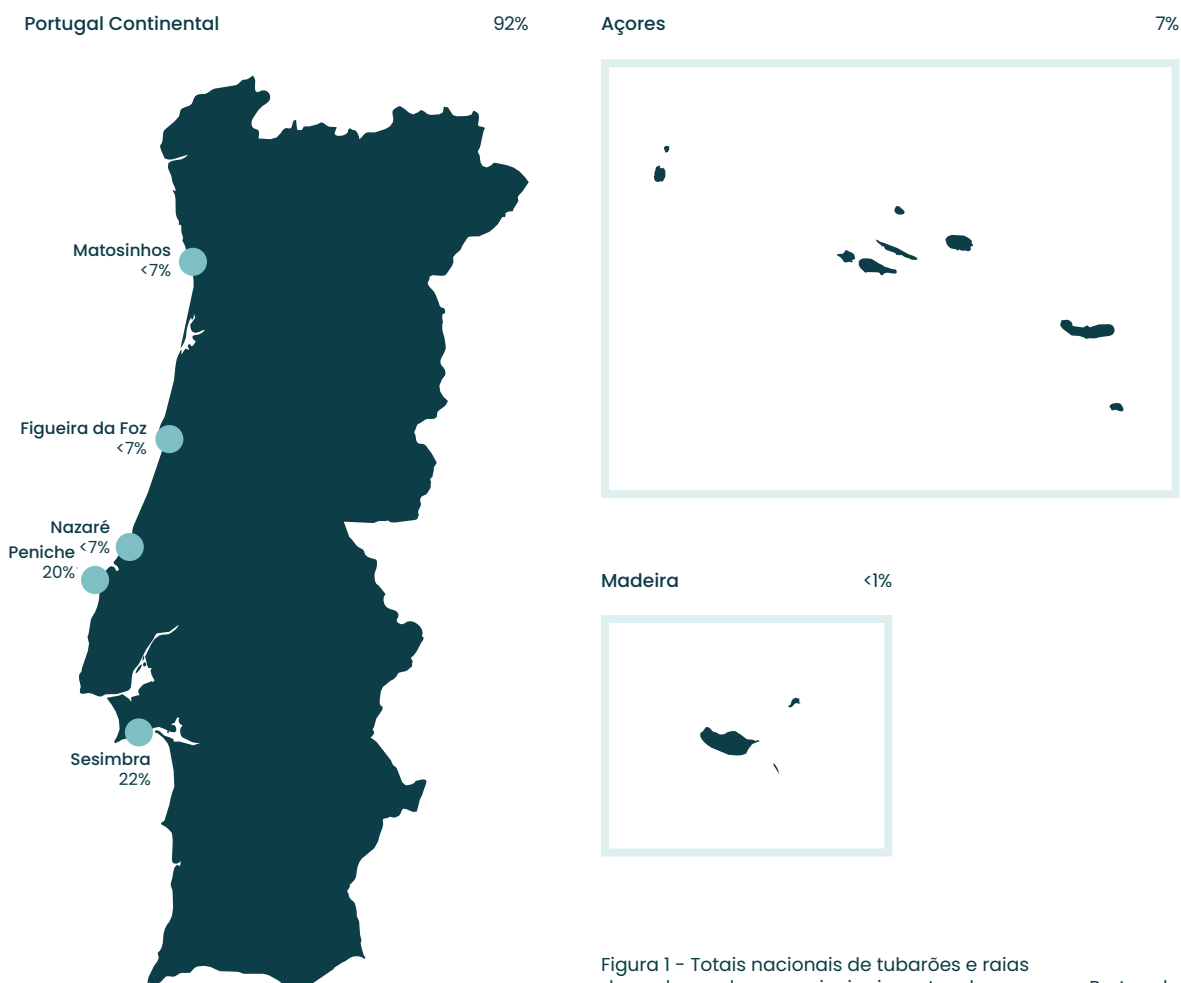 Portugal Continental 92%
Matosinhos
<7%
Figueira da Foz
<7%
Nazaré
<7%
Peniche
20%
Sesimbra
22%
Açores 7%
Madeira <1%
Figura 1 - Totais nacionais de tubarões e raias